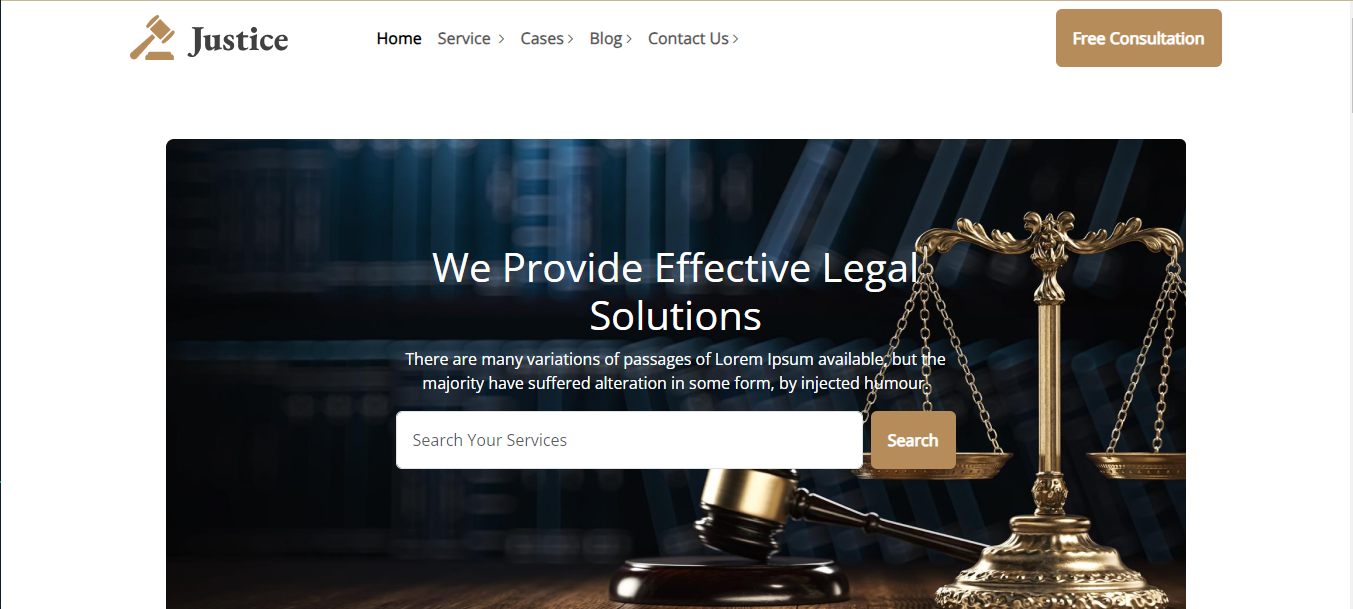 Justice
Home Service Cases Blog Contact Us
Free Consultation
We Provide Effective Legal
Solutions
There are many variations of passages of Lorem Ipsum available, but the
majority have suffered alteration in some form, by injected humour.
Search Your Services
Search